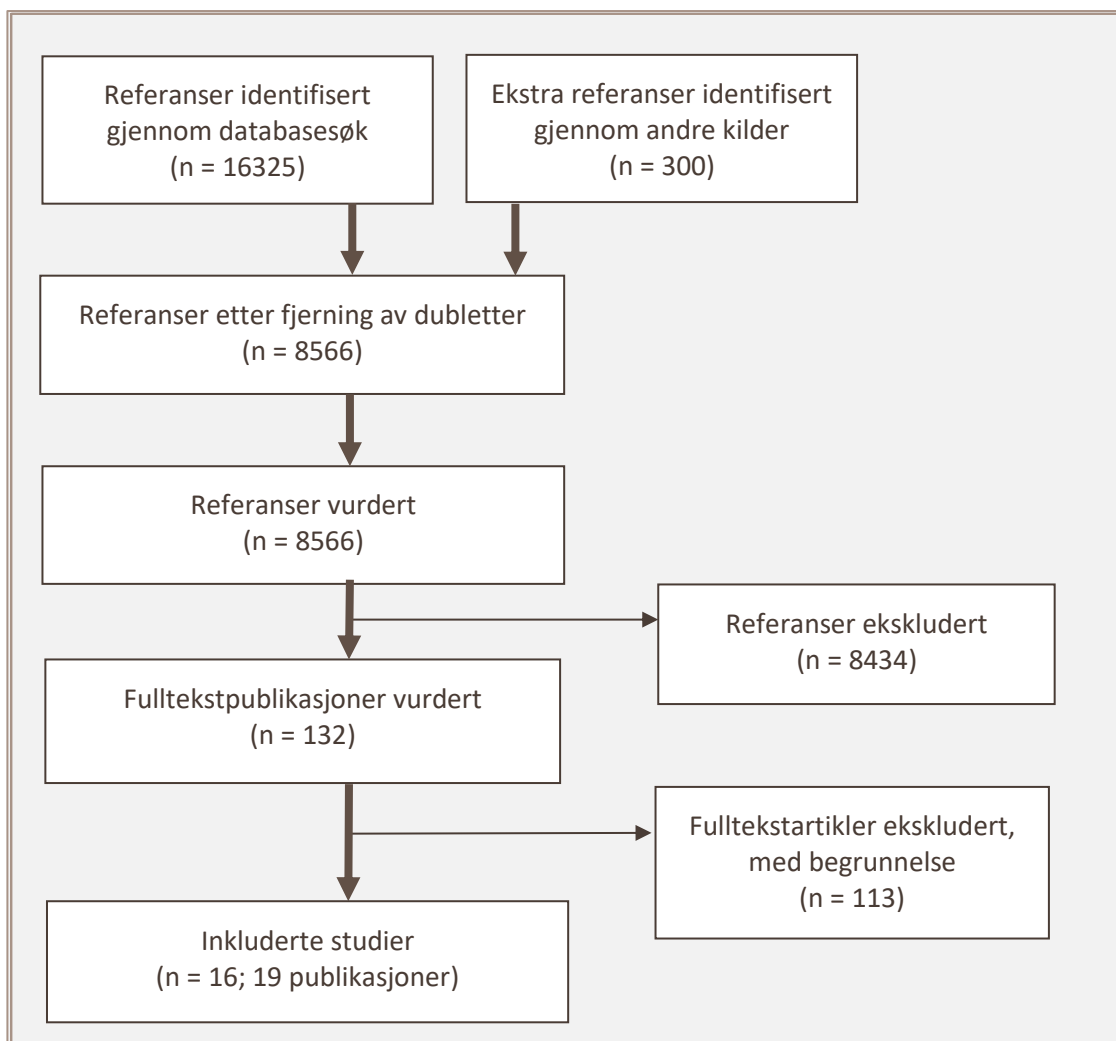 Referanser identifisert
gjennom databasesøk
(n = 16325)
Ekstra referanser identifisert
gjennom andre kilder
(n = 300)
Referanser etter fjerning av dubletter
(n = 8566)
Referanser vurdert
(n = 8566)
Referanser ekskludert
(n = 8434)
Fulltekstpublikasjoner vurdert
(n = 132)
Fulltekstartikler ekskludert,
med begrunnelse
(n = 113)
Inkluderte studier
(n = 16; 19 publikasjoner)